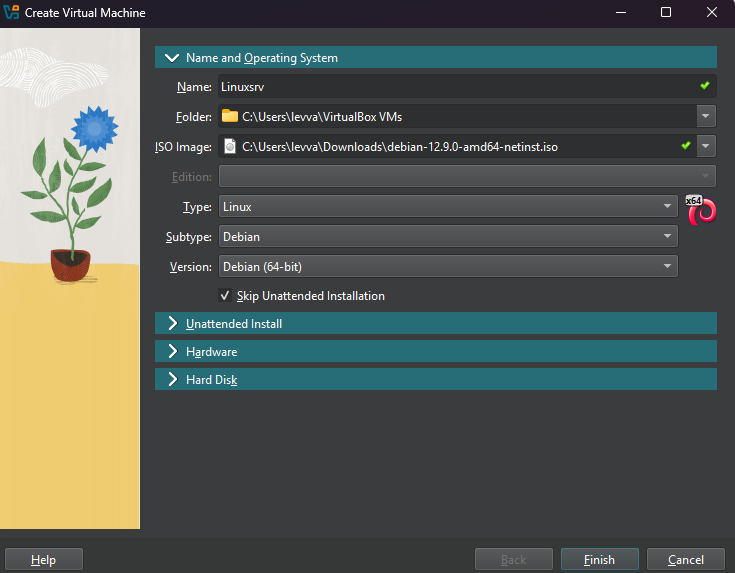 Create Virtual Machine
Name and Operating System
Name: Linuxsrv
Folder: C:\Users\levva\VirtualBox VMs
ISO Image: C:\Users\levva\Downloads\debian-12.9.0-amd64-netinst.iso
Edition:
Type: Linux
x64
Subtype: Debian
Version: Debian (64-bit)
Skip Unattended Installation
Unattended Install
Hardware
Hard Disk
Help Back Finish Cancel